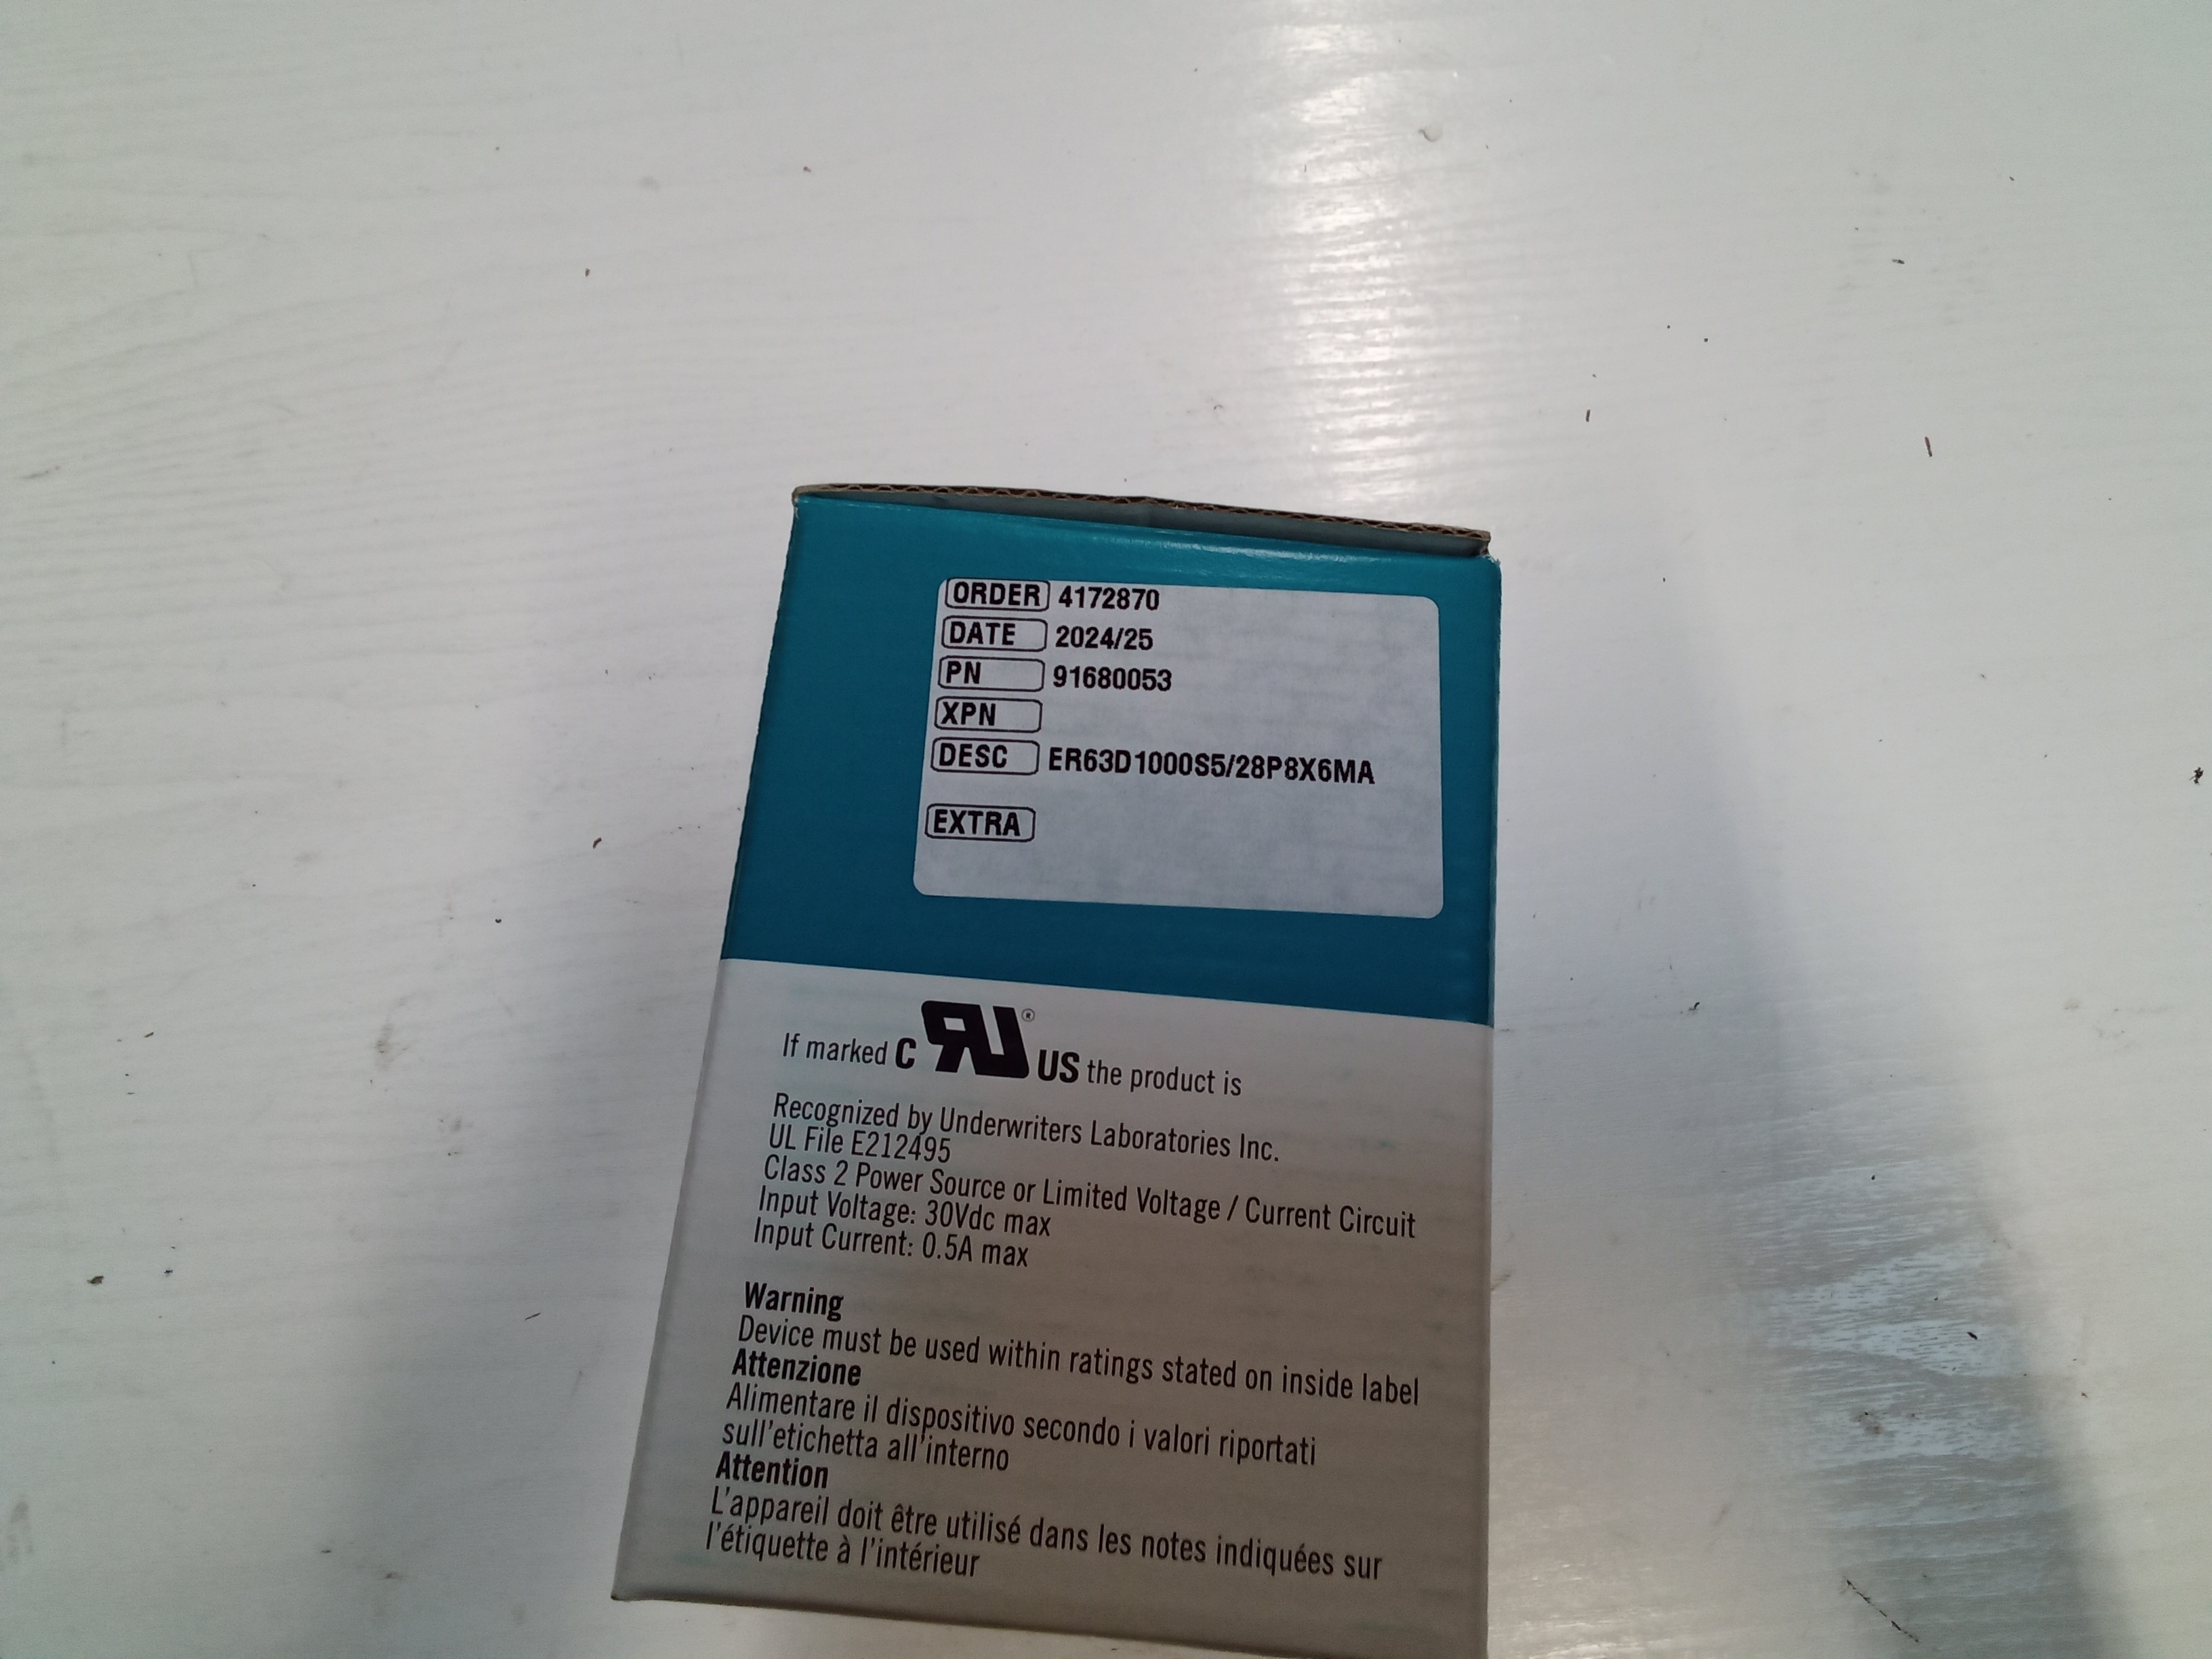 ORDER 4172870
DATE 2024/25
PN 91680053
XPN
DESC ER63D1000S5/28P8X6MA
EXTRA
If marked C RU® US the product is
Recognized by Underwriters Laboratories Inc.
UL File E212495
Class 2 Power Source or Limited Voltage / Current Circuit
Input Voltage: 30Vdc max
Input Current: 0.5A max
Warning
Device must be used within ratings stated on inside label
Attenzione
Alimentare il dispositivo secondo i valori riportati
sull'etichetta all'interno
Attention
L'appareil doit être utilisé dans les notes indiquées sur
l'étiquette à l'intérieur